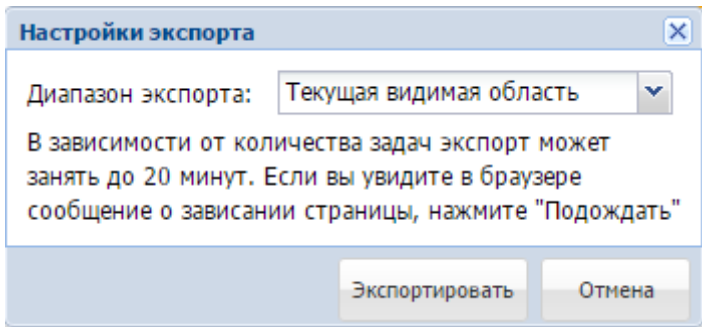 Настройки экспорта
Диапазон экспорта: Текущая видимая область
В зависимости от количества задач экспорт может
занять до 20 минут. Если вы увидите в браузере
сообщение о зависании страницы, нажмите "Подождать"
Экспортировать Отмена